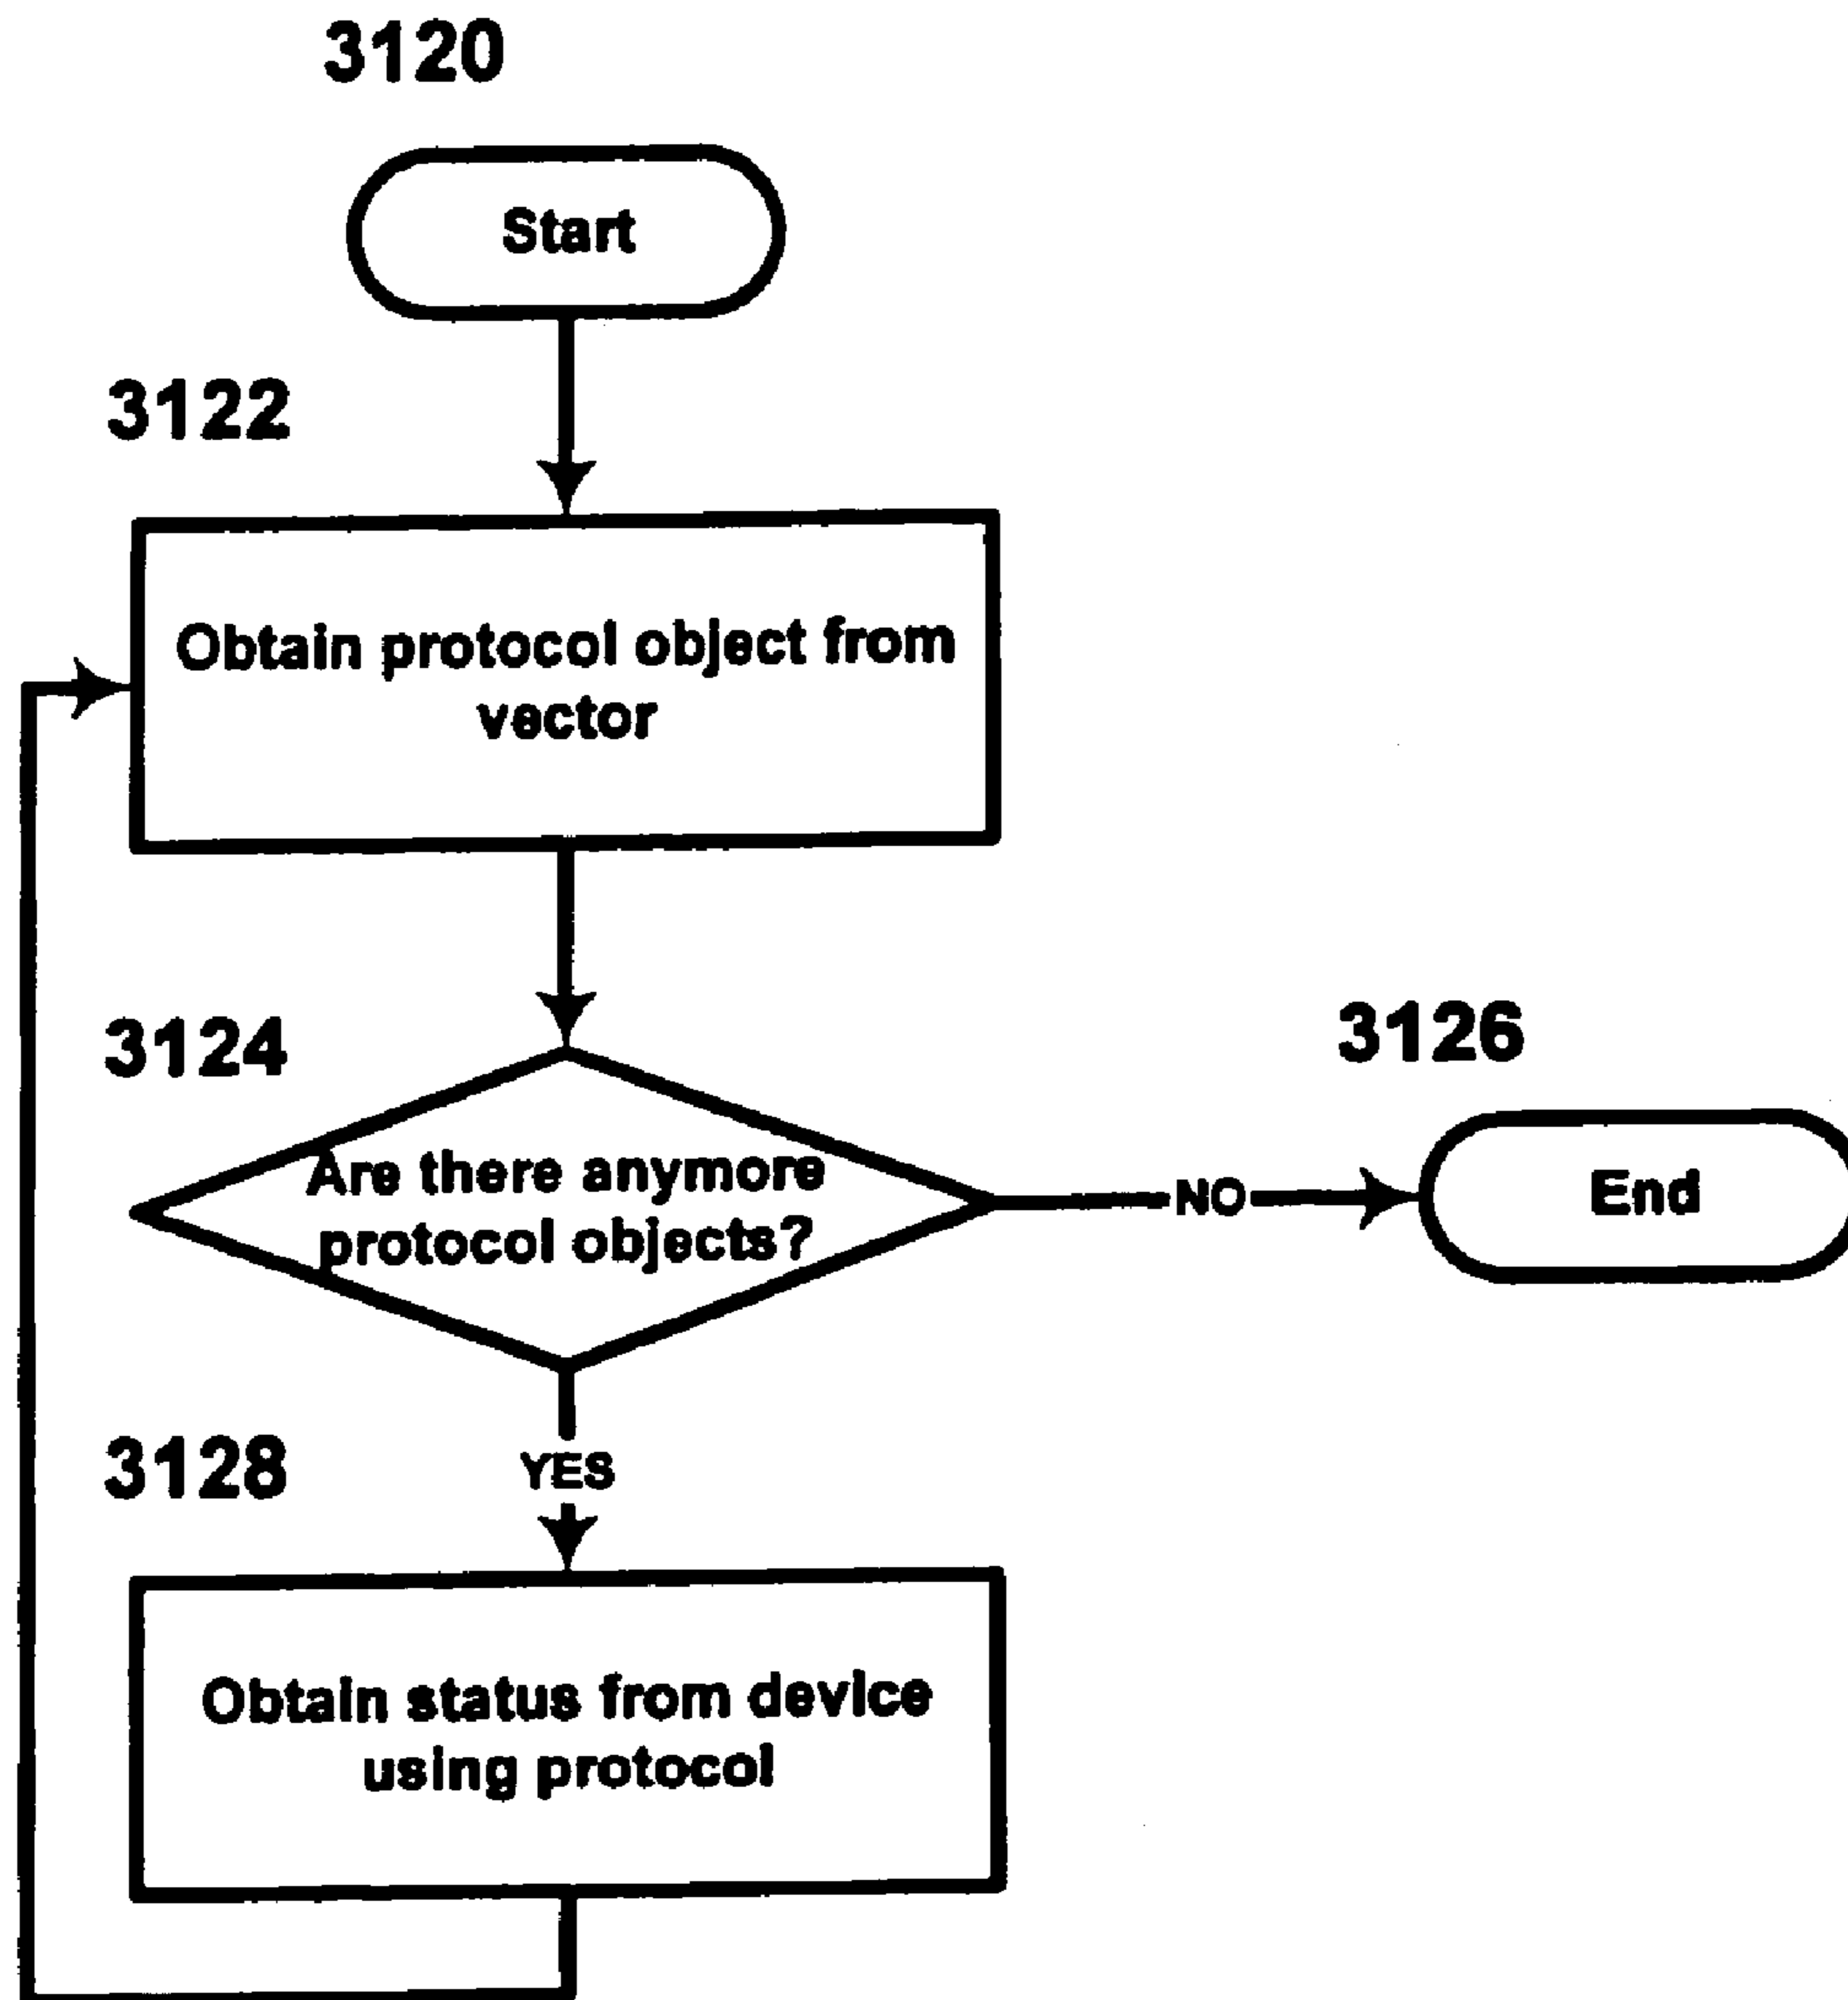 3120
Start
3122
Obtain protocol object from
vector
3124
Are there anymore
protocol objects?
NO
3126
End
3128
YES
Obtain status from device
using protocol